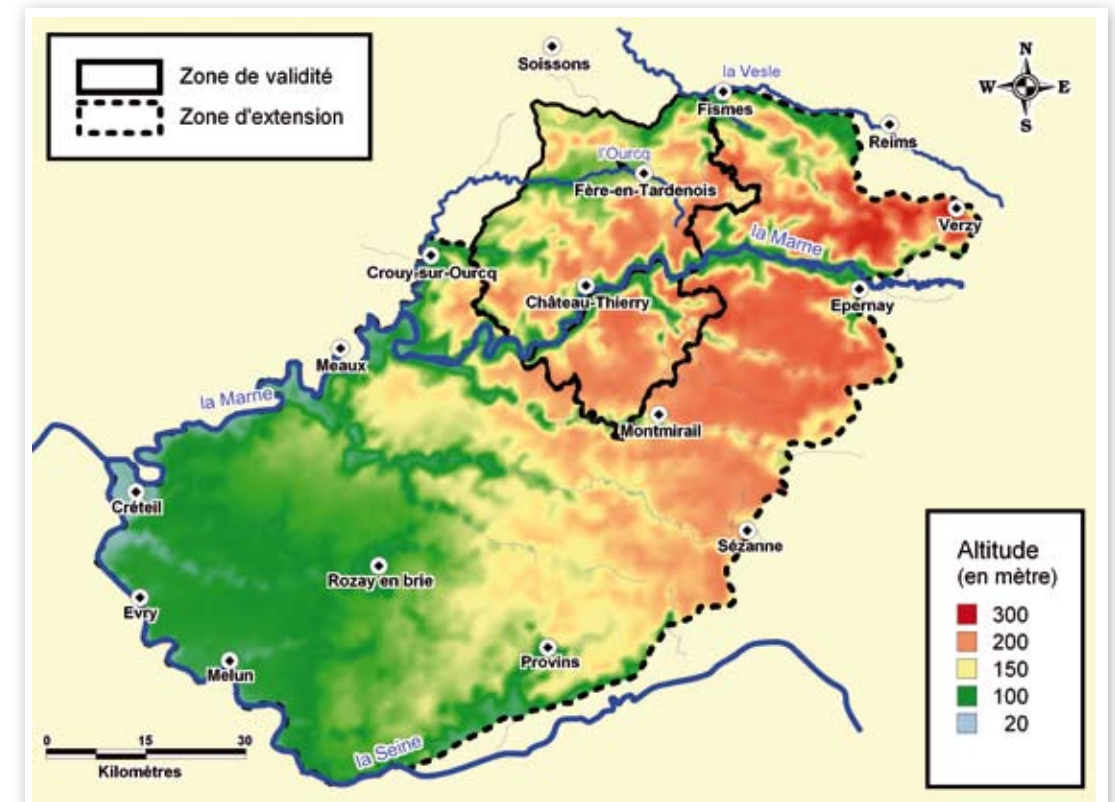 Zone de validité
Zone d'extension
N
W
E
S
Soissons
la Vesle
Fismes
Reims
l'Ourcq
Fère-en-Tardenois
Verzy
la Marne
Crouy-sur-Ourcq
Château-Thierry
Epernay
Meaux
la Marne
Montmirail
Créteil
Sézanne
Rozay en brie
Evry
Provins
Melun
la Seine
0 15 30
Kilomètres
Altitude
(en mètre)
300
200
150
100
20